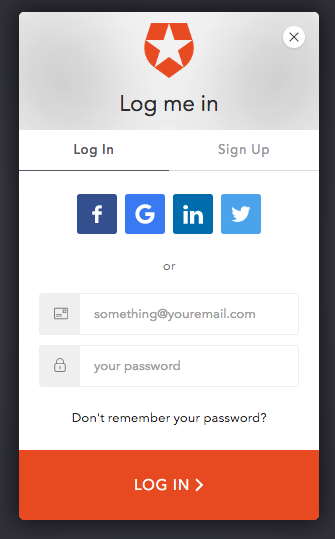 Log me in
Log In
Sign Up
f G in
or
something@youremail.com
your password
Don't remember your password?
LOG IN